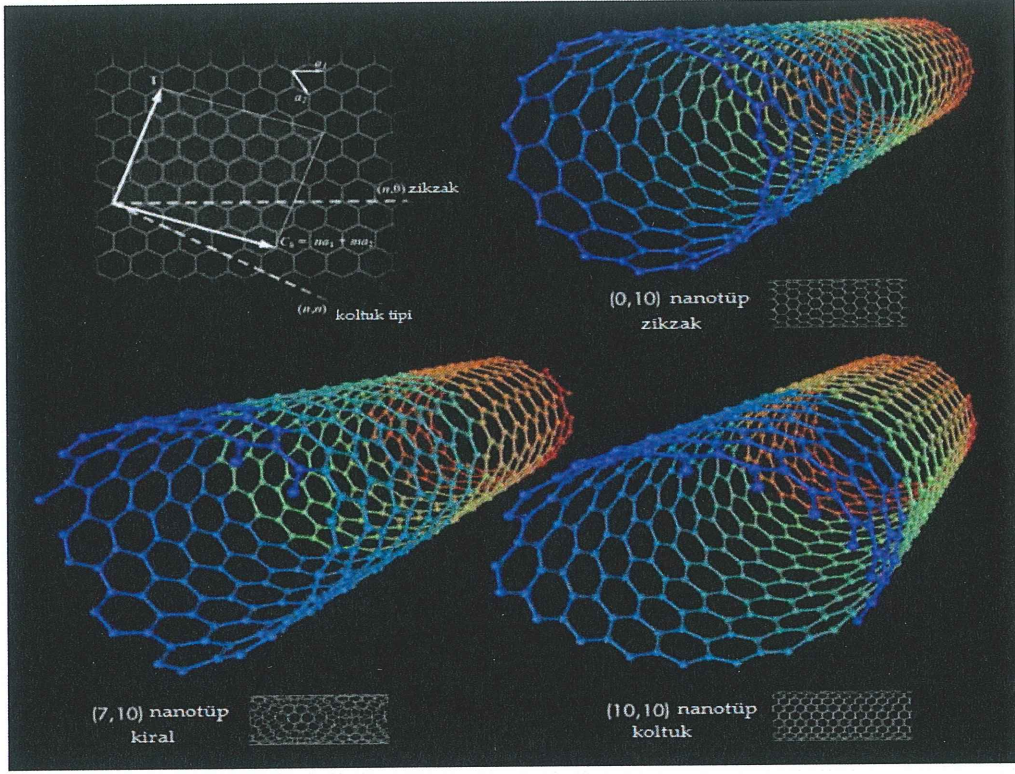 a₁
T
a₂
(n,0) zikzak
Cₕ = na₁ + ma₂
(n,n) koltuk tipi
(0,10) nanotüp
zikzak
(7,10) nanotüp
kiral
(10,10) nanotüp
koltuk